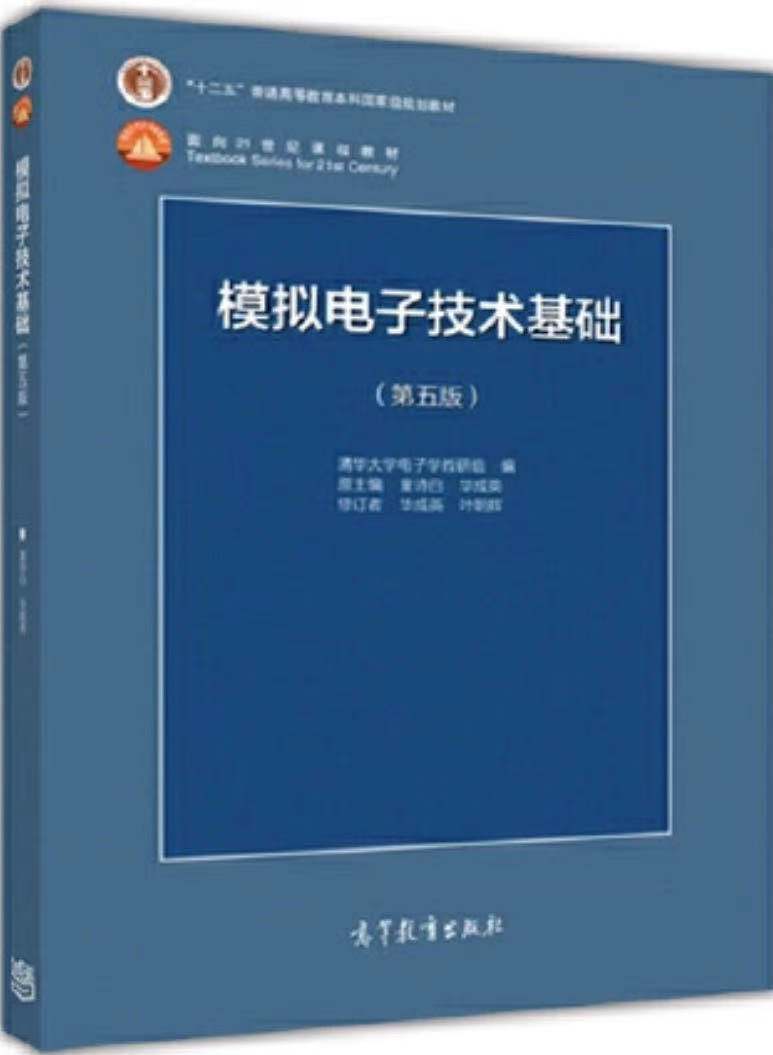 "十二五"普通高等教育本科国家级规划教材
面向21世纪课程教材
Textbook Series for 21st Century
模拟电子技术基础
（第五版）
清华大学电子学教研组 编
原主编 童诗白 华成英
修订者 华成英 叶朝辉
高等教育出版社
模拟电子技术基础（第五版）